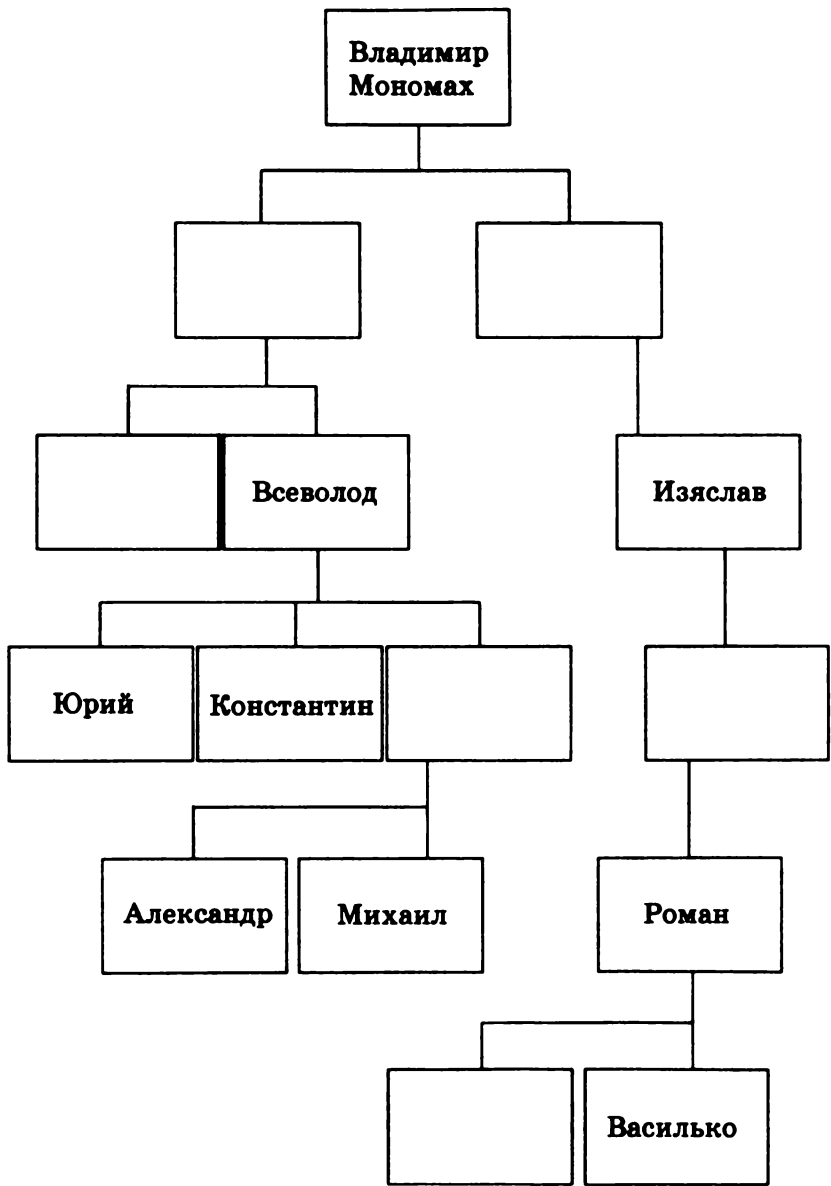 Владимир
Мономах
Всеволод
Изяслав
Юрий
Константин
Александр
Михаил
Роман
Василько